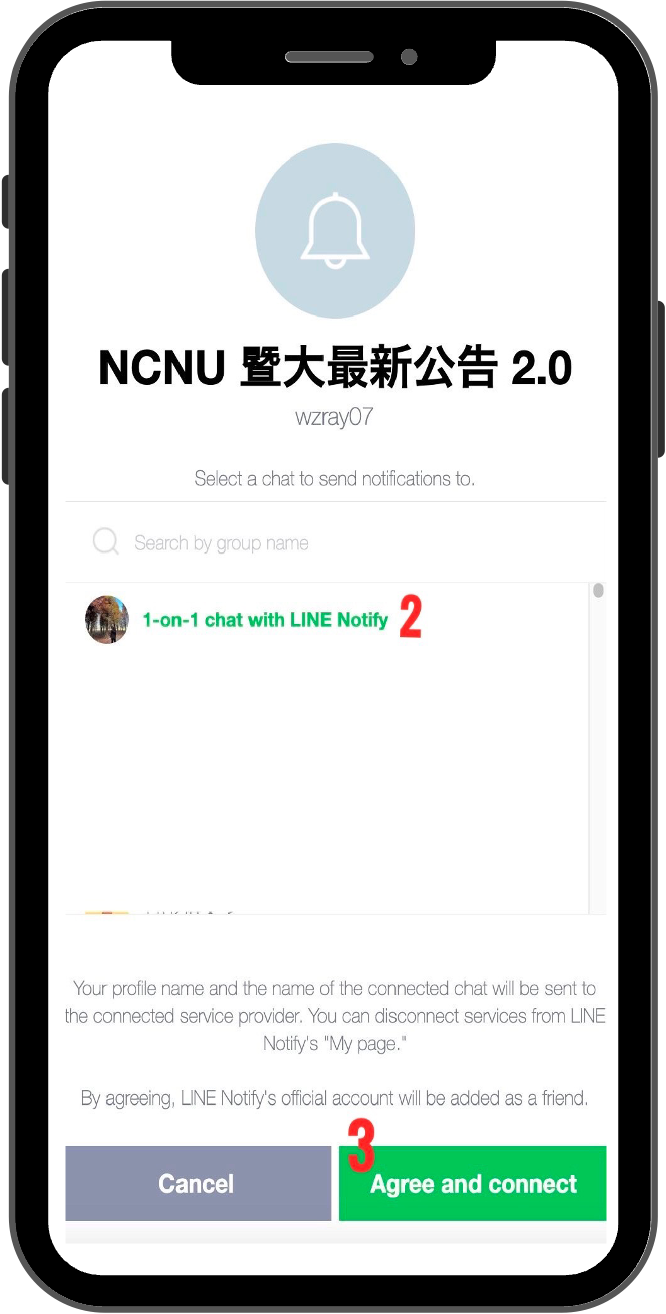 NCNU 暨大最新公告 2.0
wzray07
Select a chat to send notifications to.
Search by group name
1-on-1 chat with LINE Notify 2
Your profile name and the name of the connected chat will be sent to
the connected service provider. You can disconnect services from LINE
Notify's "My page."
By agreeing, LINE Notify's official account will be added as a friend.
3
Cancel
Agree and connect